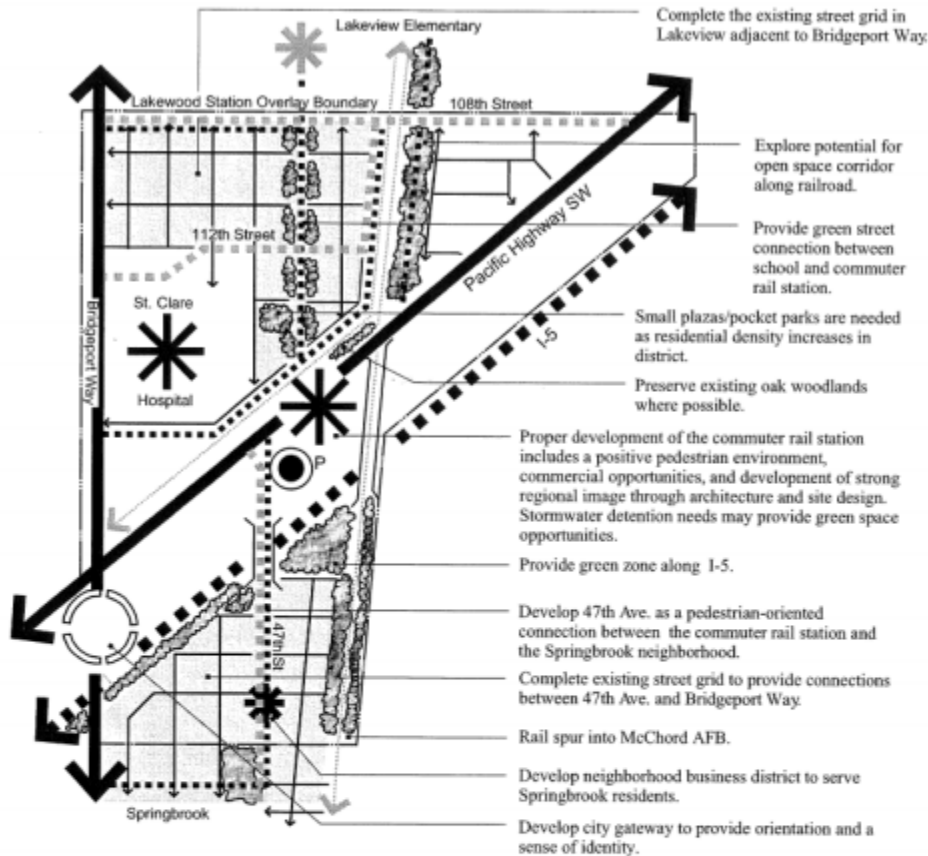 Lakeview Elementary
Complete the existing street grid in
Lakeview adjacent to Bridgeport Way.
Lakewood Station Overlay Boundary
108th Street
Explore potential for
open space corridor
along railroad.
Provide green street
connection between
school and commuter
rail station.
112th Street
Pacific Highway SW
I-5
Bridgeport Way
St. Clare
Hospital
Small plazas/pocket parks are needed
as residential density increases in
district.
Preserve existing oak woodlands
where possible.
P
Proper development of the commuter rail station
includes a positive pedestrian environment,
commercial opportunities, and development of strong
regional image through architecture and site design.
Stormwater detention needs may provide green space
opportunities.
Provide green zone along I-5.
47th St
Develop 47th Ave. as a pedestrian-oriented
connection between the commuter rail station and
the Springbrook neighborhood.
Complete existing street grid to provide connections
between 47th Ave. and Bridgeport Way.
Rail spur into McChord AFB.
Develop neighborhood business district to serve
Springbrook residents.
Springbrook
Develop city gateway to provide orientation and a
sense of identity.